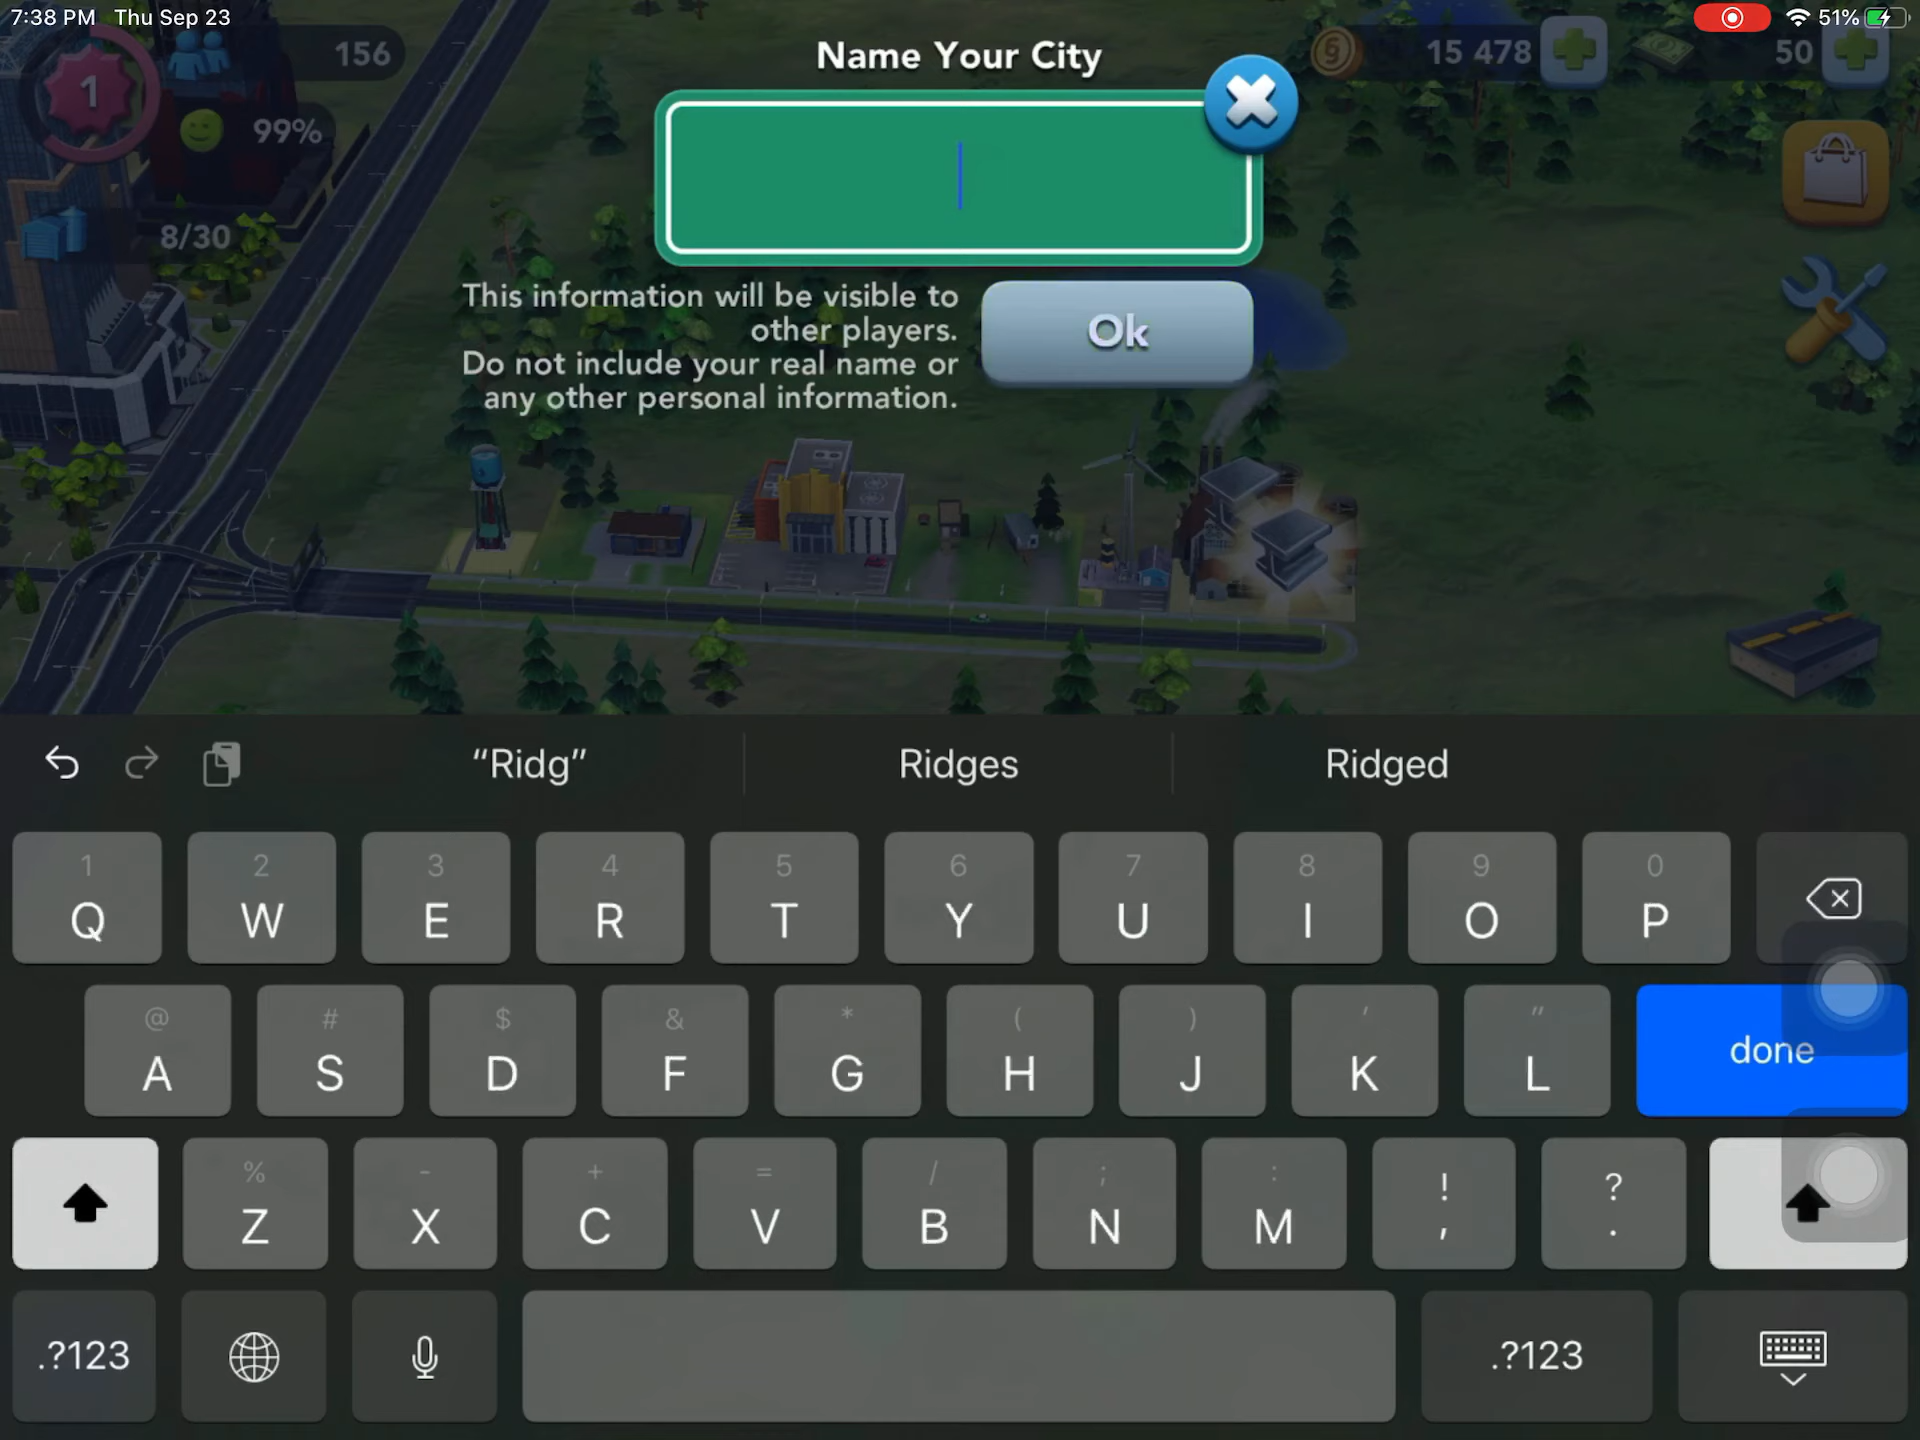 7:38 PM Thu Sep 23
51%
1
156
Name Your City
15 478
50
99%
8/30
This information will be visible to
other players.
Do not include your real name or
any other personal information.
Ok
“Ridg” Ridges Ridged
1 2 3 4 5 6 7 8 9 0
Q W E R T Y U I O P
@ # $ & * ( ) ' "
A S D F G H J K L done
% - + = / ; : ! ?
Z X C V B N M , .
.?123 .?123